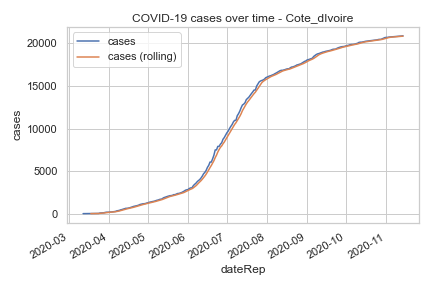 COVID-19 cases over time - Cote_dIvoire
cases
cases (rolling)
cases
20000
15000
10000
5000
0
2020-03
2020-04
2020-05
2020-06
2020-07
2020-08
2020-09
2020-10
2020-11
dateRep